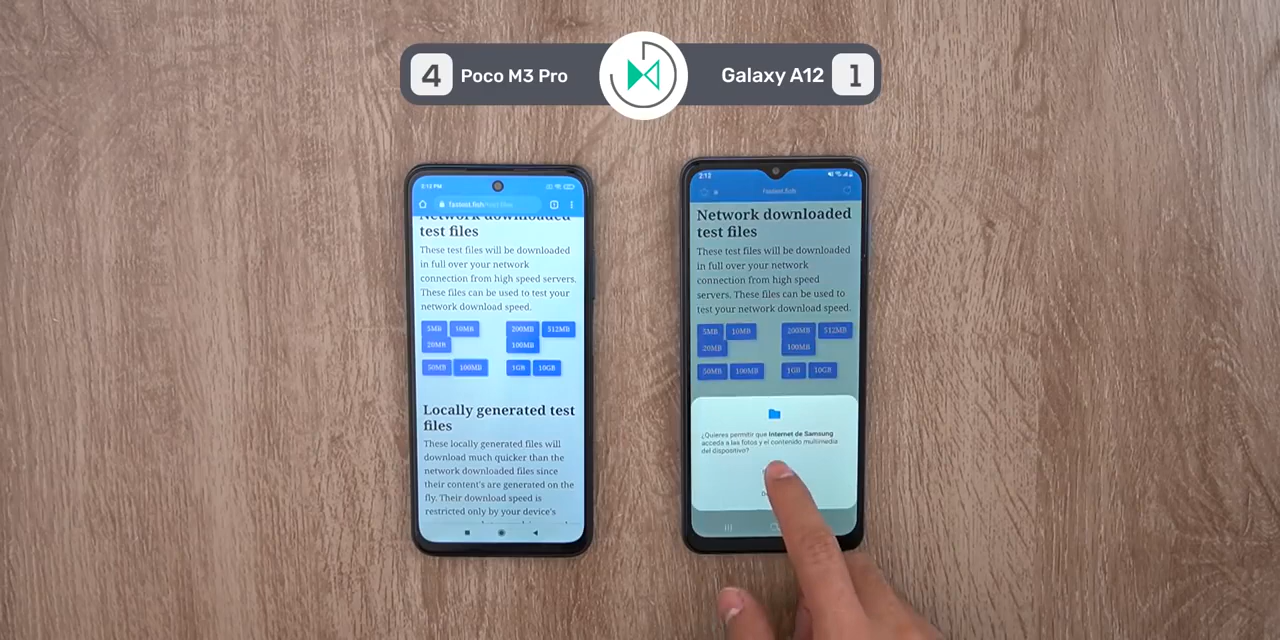 4 Poco M3 Pro
Galaxy A12 1
Network downloaded
test files
These test files will be downloaded
in full over your network
connection from high speed servers.
These files can be used to test your
network download speed.
5MB 10MB 200MB 512MB
20MB 100MB
50MB 100MB 1GB 10GB
Locally generated test
files
These locally generated files will
download much quicker than the
network downloaded files since
their content's are generated on the
fly. Their download speed is
restricted only by your device's
2:12
fastest.fish
Network downloaded
test files
These test files will be downloaded
in full over your network
connection from high speed
servers. These files can be used to
test your network download speed.
5MB 10MB 200MB 512MB
20MB 100MB
50MB 100MB 1GB 10GB
¿Quieres permitir que Internet de Samsung
acceda a las fotos y el contenido multimedia
del dispositivo?